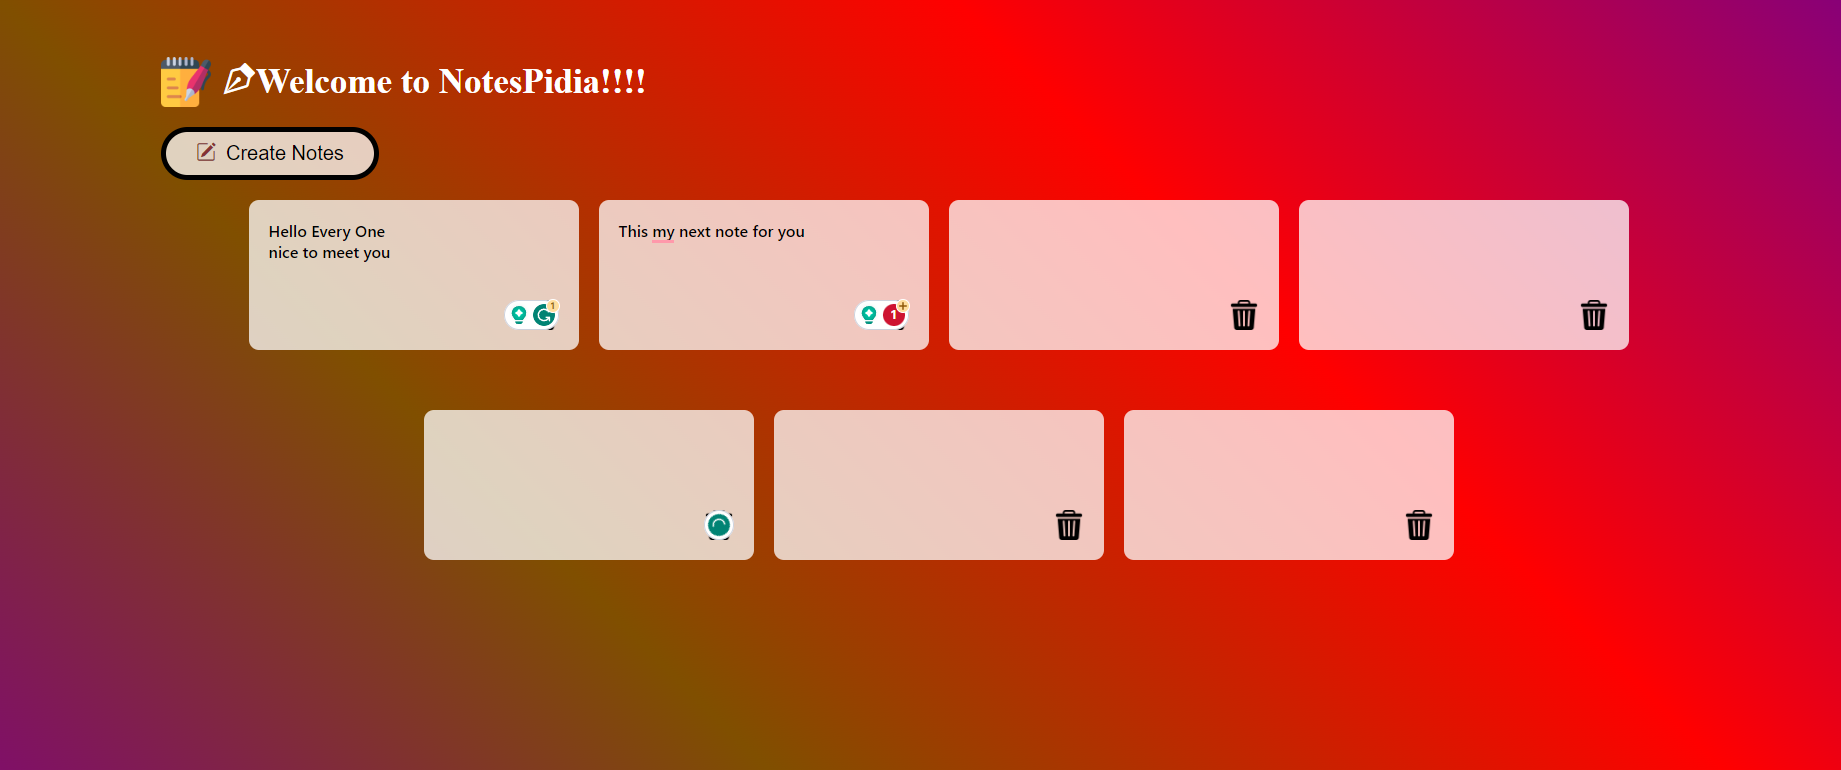 Welcome to NotesPidia!!!!
Create Notes
Hello Every One
nice to meet you
1
This my next note for you
1
+